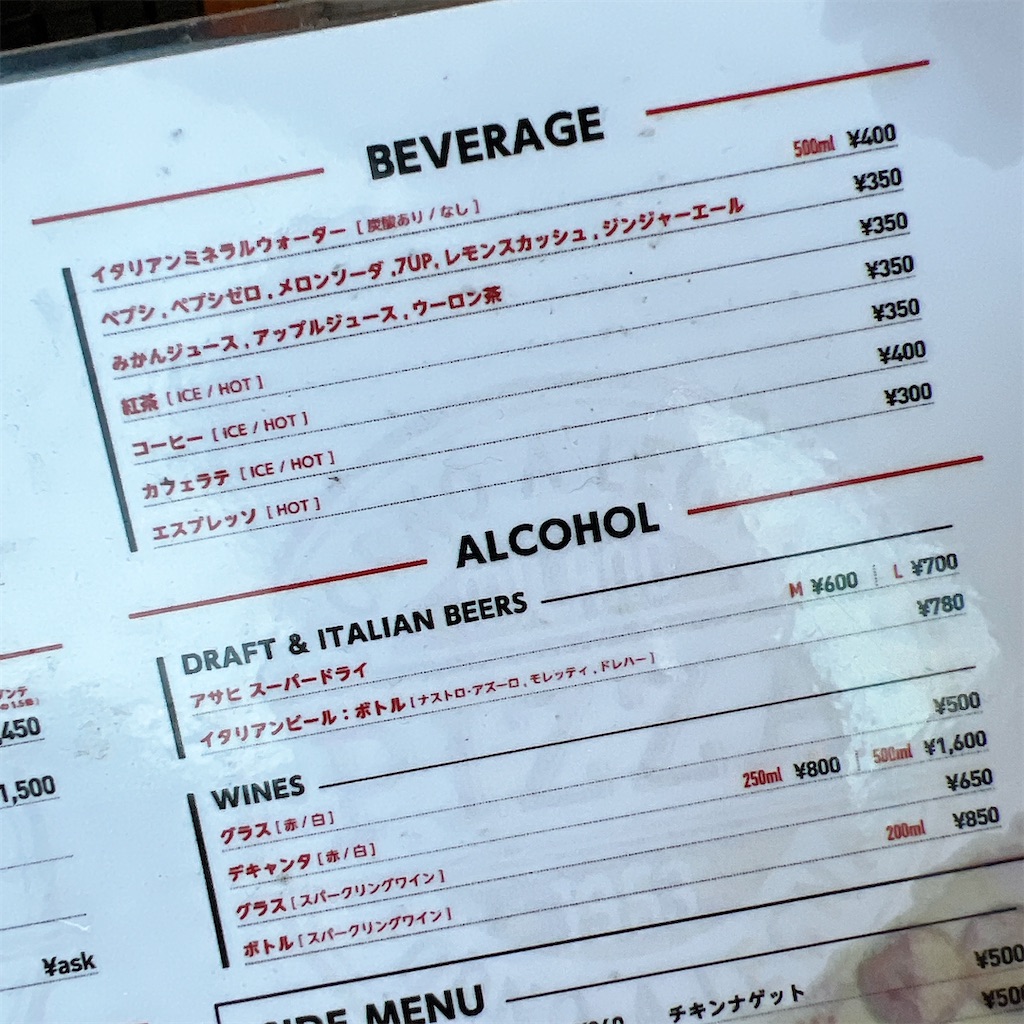 BEVERAGE
イタリアンミネラルウォーター [ 炭酸あり / なし ] 500ml ¥400
ペプシ , ペプシゼロ , メロンソーダ ,7UP, レモンスカッシュ , ジンジャーエール ¥350
みかんジュース , アップルジュース , ウーロン茶 ¥350
紅茶 [ ICE / HOT ] ¥350
コーヒー [ ICE / HOT ] ¥350
カフェラテ [ ICE / HOT ] ¥400
エスプレッソ [ HOT ] ¥300
ALCOHOL
DRAFT & ITALIAN BEERS
アサヒ スーパードライ M ¥600 L ¥700
イタリアンビール : ボトル [ ナストロ・アズーロ , モレッティ , ドレハー ] ¥780
WINES
グラス [ 赤 / 白 ] ¥500
デキャンタ [ 赤 / 白 ] 250ml ¥800 500ml ¥1,600
グラス [ スパークリングワイン ] ¥650
ボトル [ スパークリングワイン ] 200ml ¥850
,450
1,500
¥ask
MENU
チキンナゲット ¥500